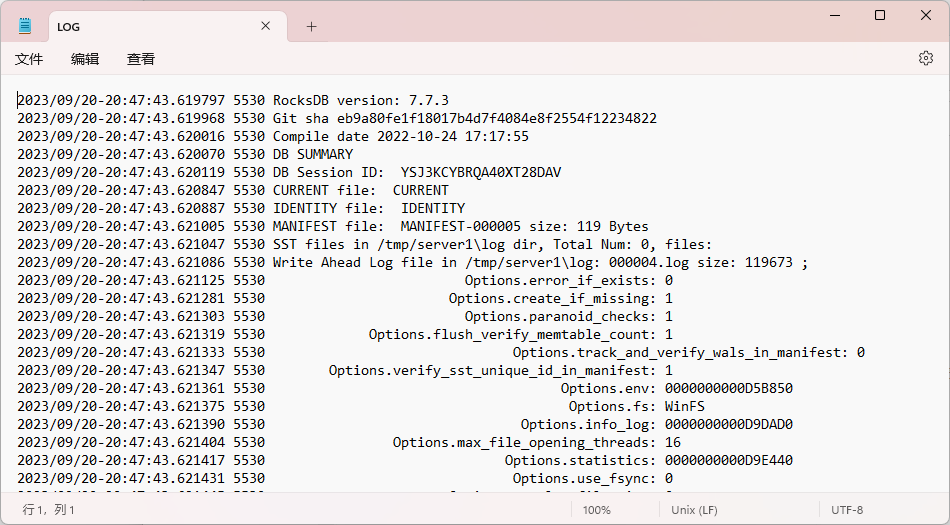 LOG
文件 编辑 查看
2023/09/20-20:47:43.619797 5530 RocksDB version: 7.7.3
2023/09/20-20:47:43.619968 5530 Git sha eb9a80fe1f18017b4d7f4084e8f2554f12234822
2023/09/20-20:47:43.620016 5530 Compile date 2022-10-24 17:17:55
2023/09/20-20:47:43.620070 5530 DB SUMMARY
2023/09/20-20:47:43.620119 5530 DB Session ID:  YSJ3KCYBRQA40XT28DAV
2023/09/20-20:47:43.620847 5530 CURRENT file:  CURRENT
2023/09/20-20:47:43.620887 5530 IDENTITY file:  IDENTITY
2023/09/20-20:47:43.621005 5530 MANIFEST file:  MANIFEST-000005 size: 119 Bytes
2023/09/20-20:47:43.621047 5530 SST files in /tmp/server1\log dir, Total Num: 0, files:
2023/09/20-20:47:43.621086 5530 Write Ahead Log file in /tmp/server1\log: 000004.log size: 119673 ;
2023/09/20-20:47:43.621125 5530 Options.error_if_exists: 0
2023/09/20-20:47:43.621281 5530 Options.create_if_missing: 1
2023/09/20-20:47:43.621303 5530 Options.paranoid_checks: 1
2023/09/20-20:47:43.621319 5530 Options.flush_verify_memtable_count: 1
2023/09/20-20:47:43.621333 5530 Options.track_and_verify_wals_in_manifest: 0
2023/09/20-20:47:43.621347 5530 Options.verify_sst_unique_id_in_manifest: 1
2023/09/20-20:47:43.621361 5530 Options.env: 0000000000D5B850
2023/09/20-20:47:43.621375 5530 Options.fs: WinFS
2023/09/20-20:47:43.621390 5530 Options.info_log: 0000000000D9DAD0
2023/09/20-20:47:43.621404 5530 Options.max_file_opening_threads: 16
2023/09/20-20:47:43.621417 5530 Options.statistics: 0000000000D9E440
2023/09/20-20:47:43.621431 5530 Options.use_fsync: 0
行 1, 列 1 100% Unix (LF) UTF-8